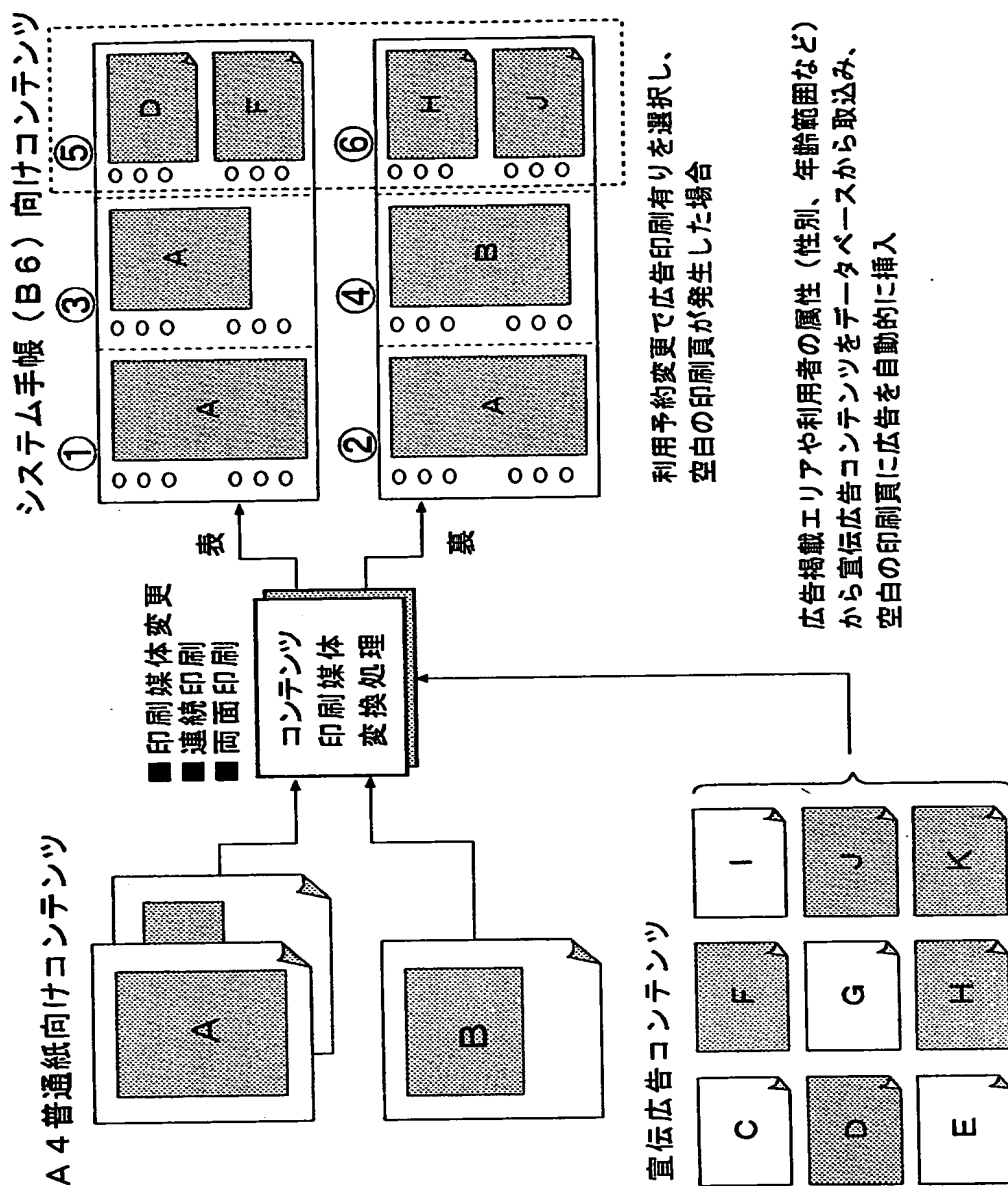 A4普通紙向けコンテンツ
A
B
■印刷媒体変更
■連続印刷
■両面印刷
コンテンツ
印刷媒体
変換処理
表
裏
システム手帳（B6）向けコンテンツ
①
A
③
A
⑤
D
F
②
A
④
B
⑥
H
J
利用予約変更で広告印刷有りを選択し、
空白の印刷頁が発生した場合
宣伝広告コンテンツ
C
F
I
D
G
J
E
H
K
広告掲載エリアや利用者の属性（性別、年齢範囲など）
から宣伝広告コンテンツをデータベースから取込み、
空白の印刷頁に広告を自動的に挿入